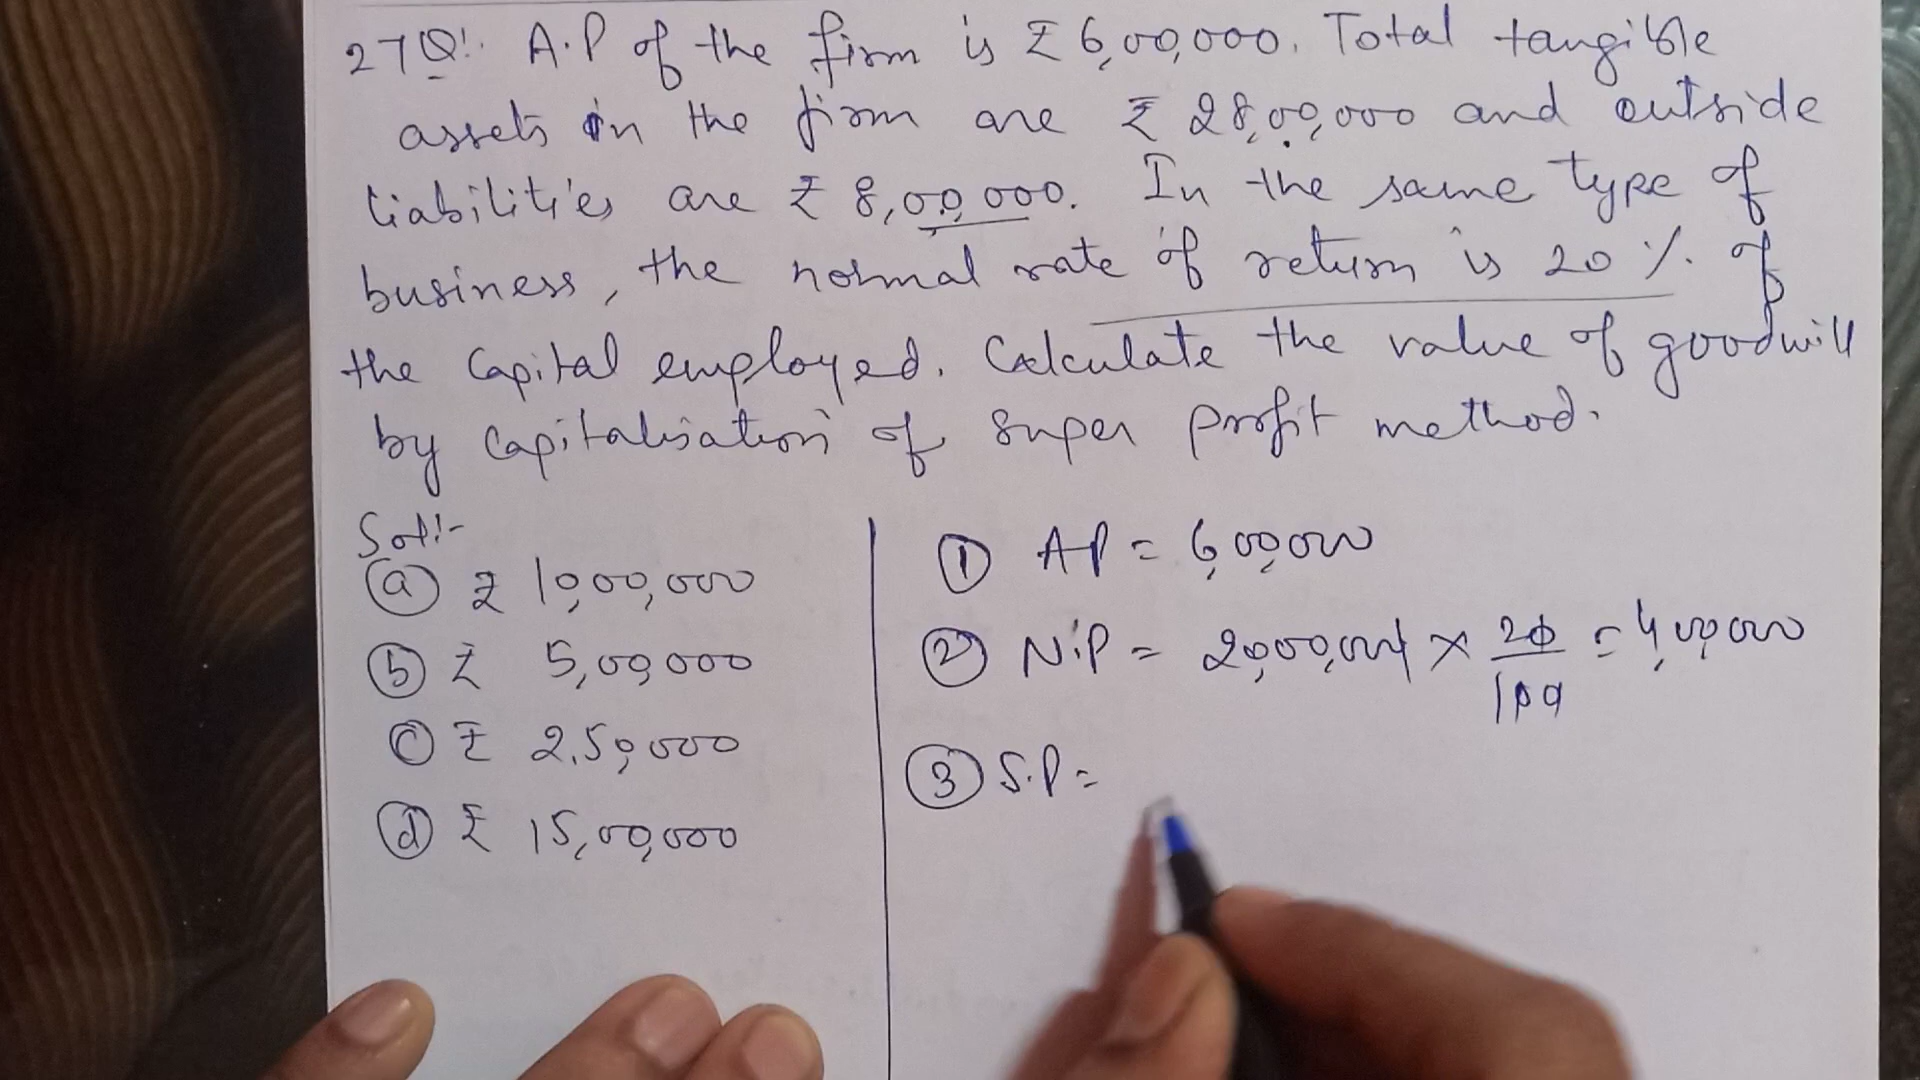 27Q:. A.P of the firm is ₹ 6,00,000. Total tangible
assets in the firm are ₹ 28,00,000 and outside
liabilities are ₹ 8,00,000. In the same type of
business, the normal rate of return is 20 %. of
the Capital employed. Calculate the value of goodwill
by Capitalisation of super profit method.
Sol:-
(a) ₹ 10,00,000
(b) ₹ 5,00,000
(c) ₹ 2,50,000
(d) ₹ 15,00,000
(1) AP = 6,00,000
(2) N.P = 20,00,000 × 20/100 = 4,00,000
(3) S.P =